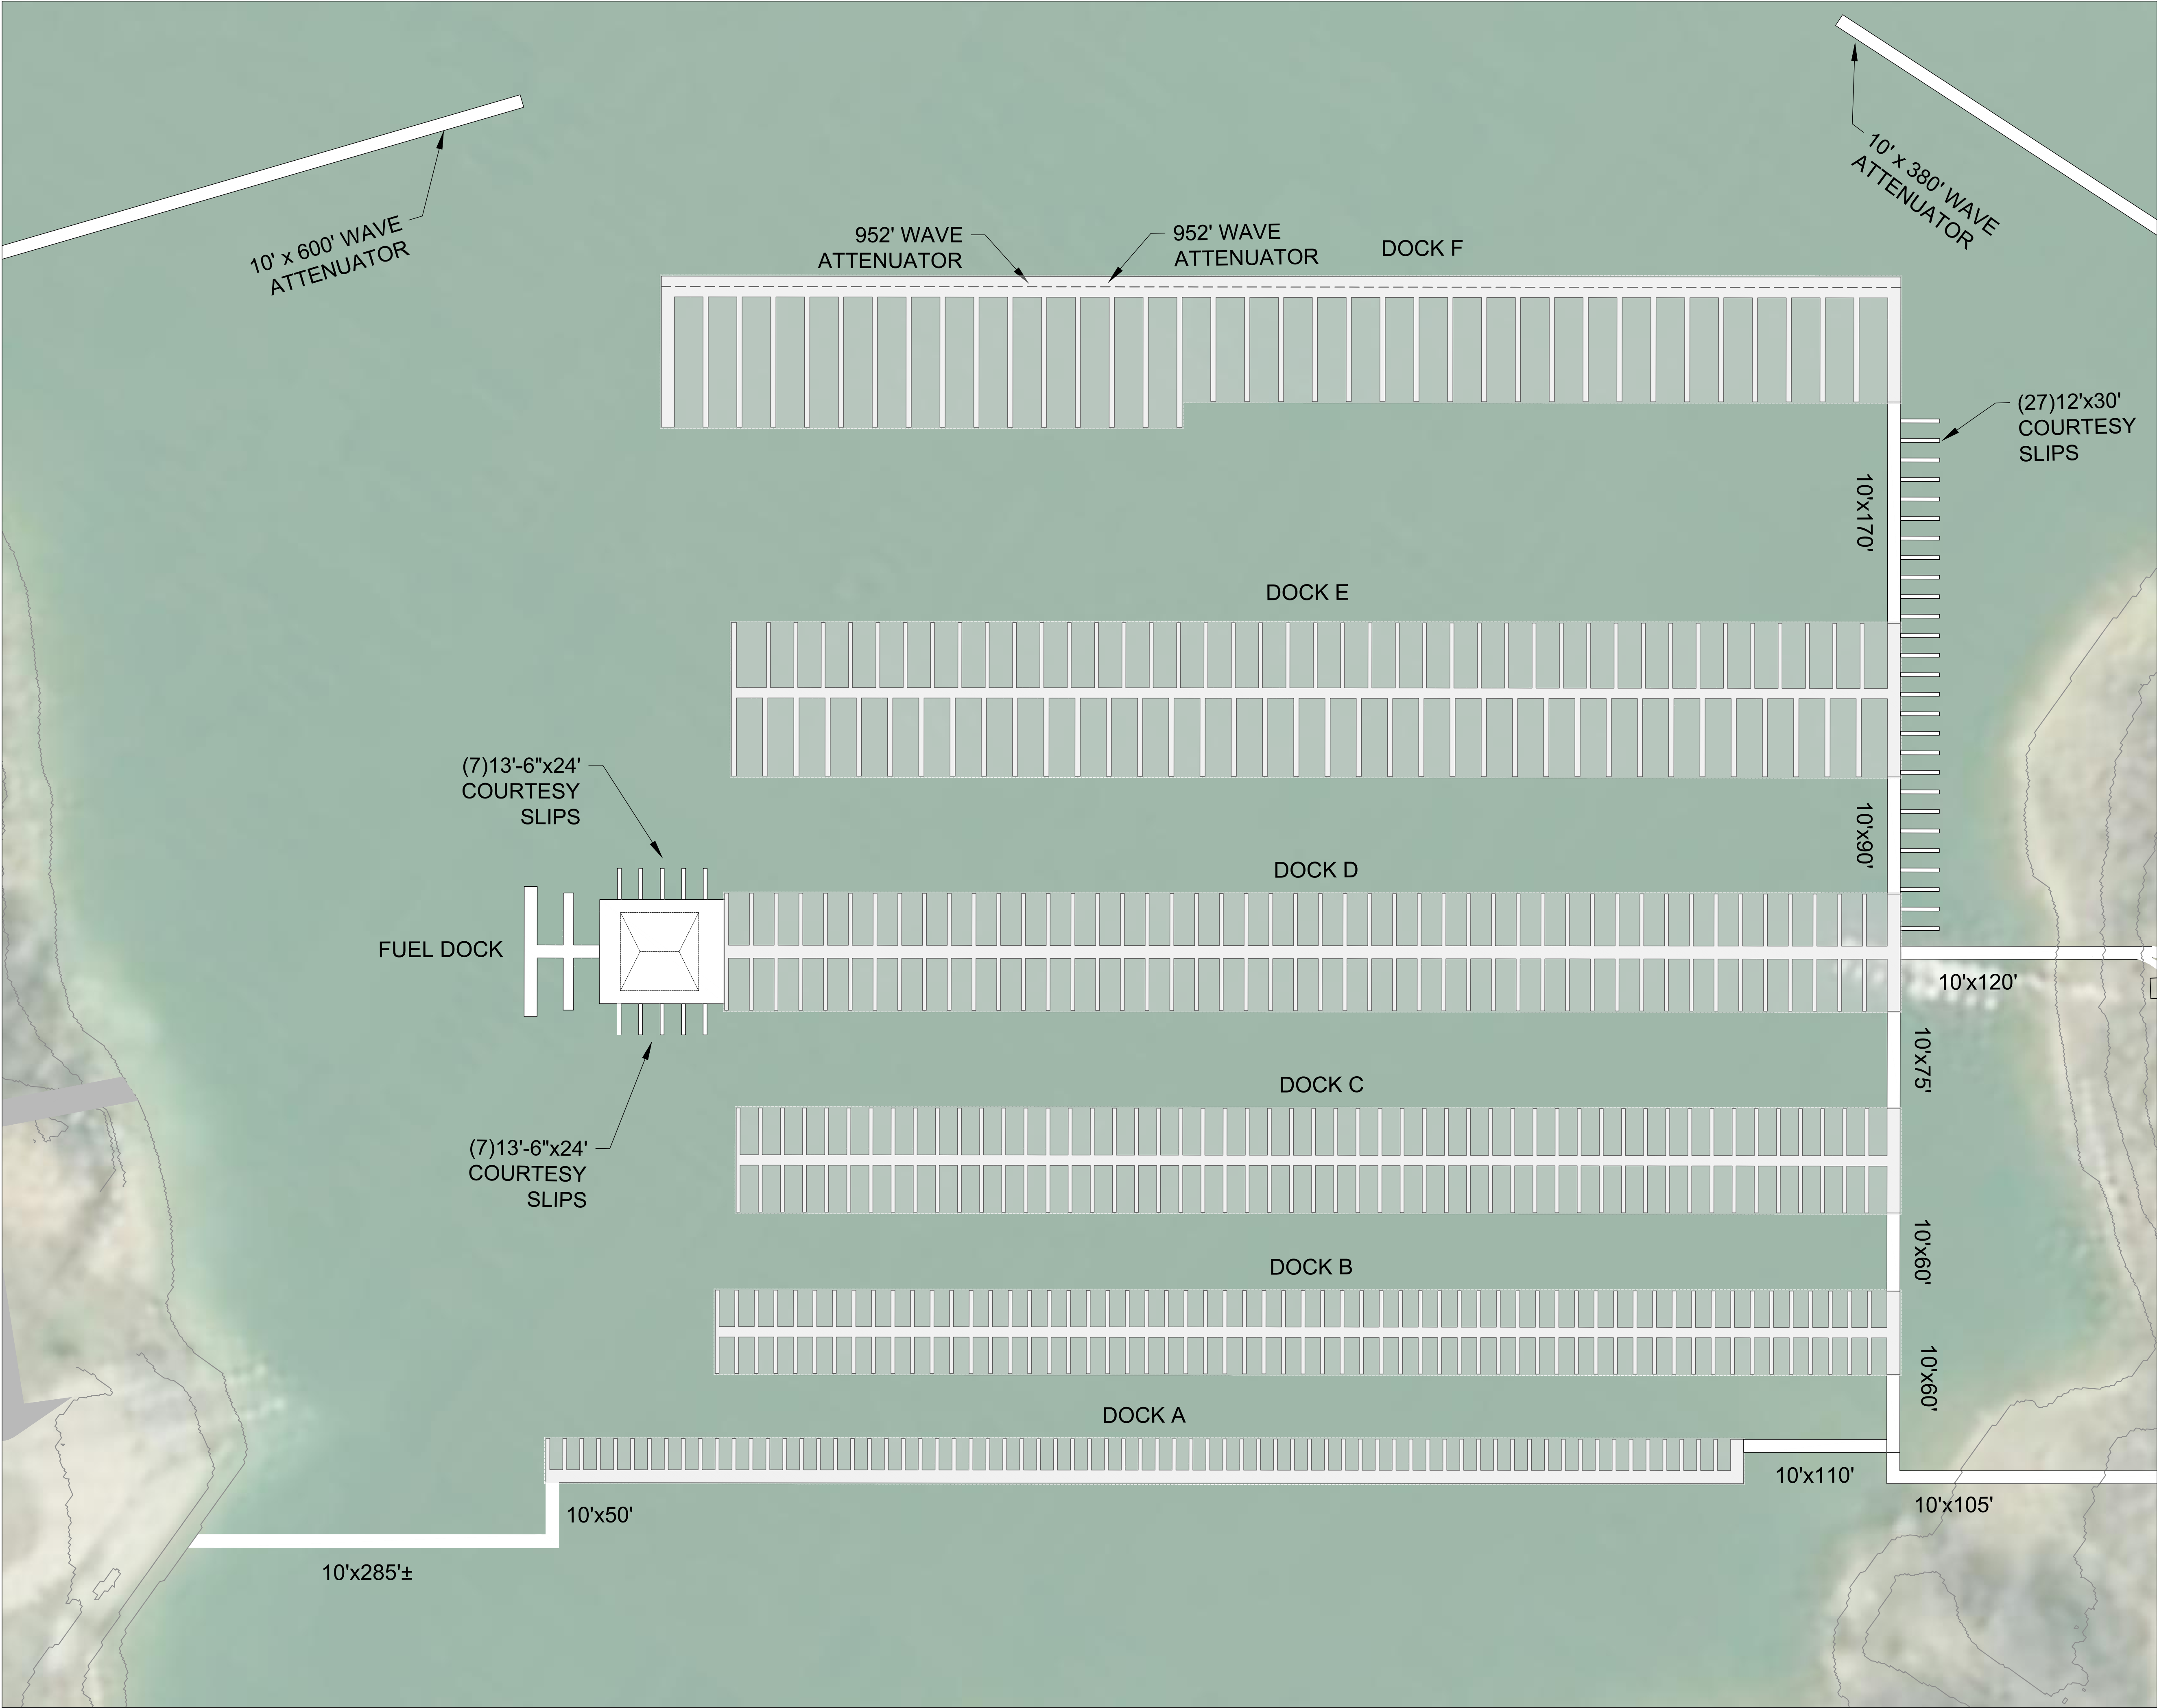 10' x 600' WAVE
ATTENUATOR
952' WAVE
ATTENUATOR
952' WAVE
ATTENUATOR
DOCK F
10' x 380' WAVE
ATTENUATOR
(27)12'x30'
COURTESY
SLIPS
10'x170'
DOCK E
(7)13'-6"x24'
COURTESY
SLIPS
10'x90'
DOCK D
FUEL DOCK
10'x120'
10'x75'
DOCK C
(7)13'-6"x24'
COURTESY
SLIPS
10'x60'
DOCK B
10'x60'
DOCK A
10'x110'
10'x105'
10'x50'
10'x285'±